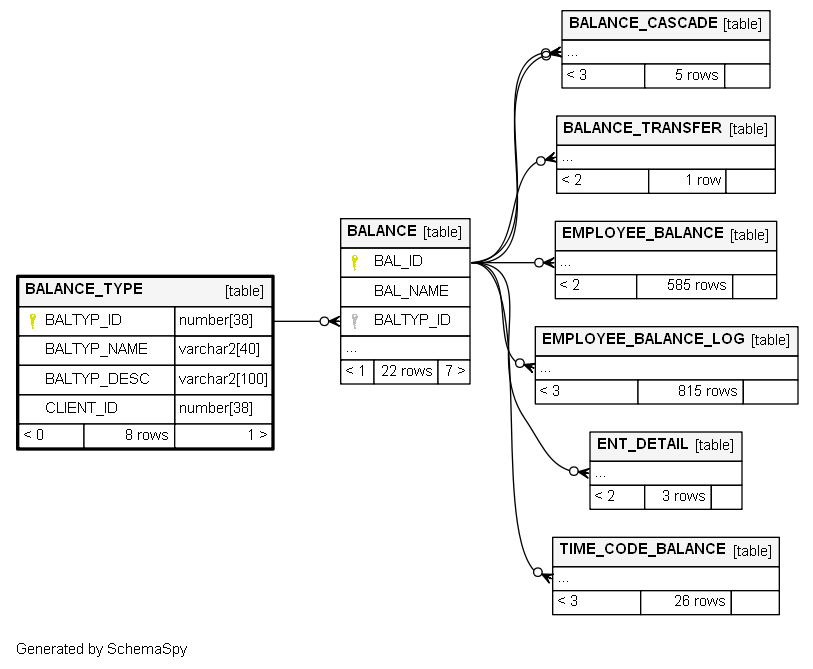 BALANCE_CASCADE [table]
...
< 3 5 rows
BALANCE_TRANSFER [table]
...
< 2 1 row
BALANCE [table]
BAL_ID
BAL_NAME
BALTYP_ID
...
< 1 22 rows 7 >
EMPLOYEE_BALANCE [table]
...
< 2 585 rows
BALANCE_TYPE [table]
BALTYP_ID number[38]
BALTYP_NAME varchar2[40]
BALTYP_DESC varchar2[100]
CLIENT_ID number[38]
< 0 8 rows 1 >
EMPLOYEE_BALANCE_LOG [table]
...
< 3 815 rows
ENT_DETAIL [table]
...
< 2 3 rows
TIME_CODE_BALANCE [table]
...
< 3 26 rows
Generated by SchemaSpy